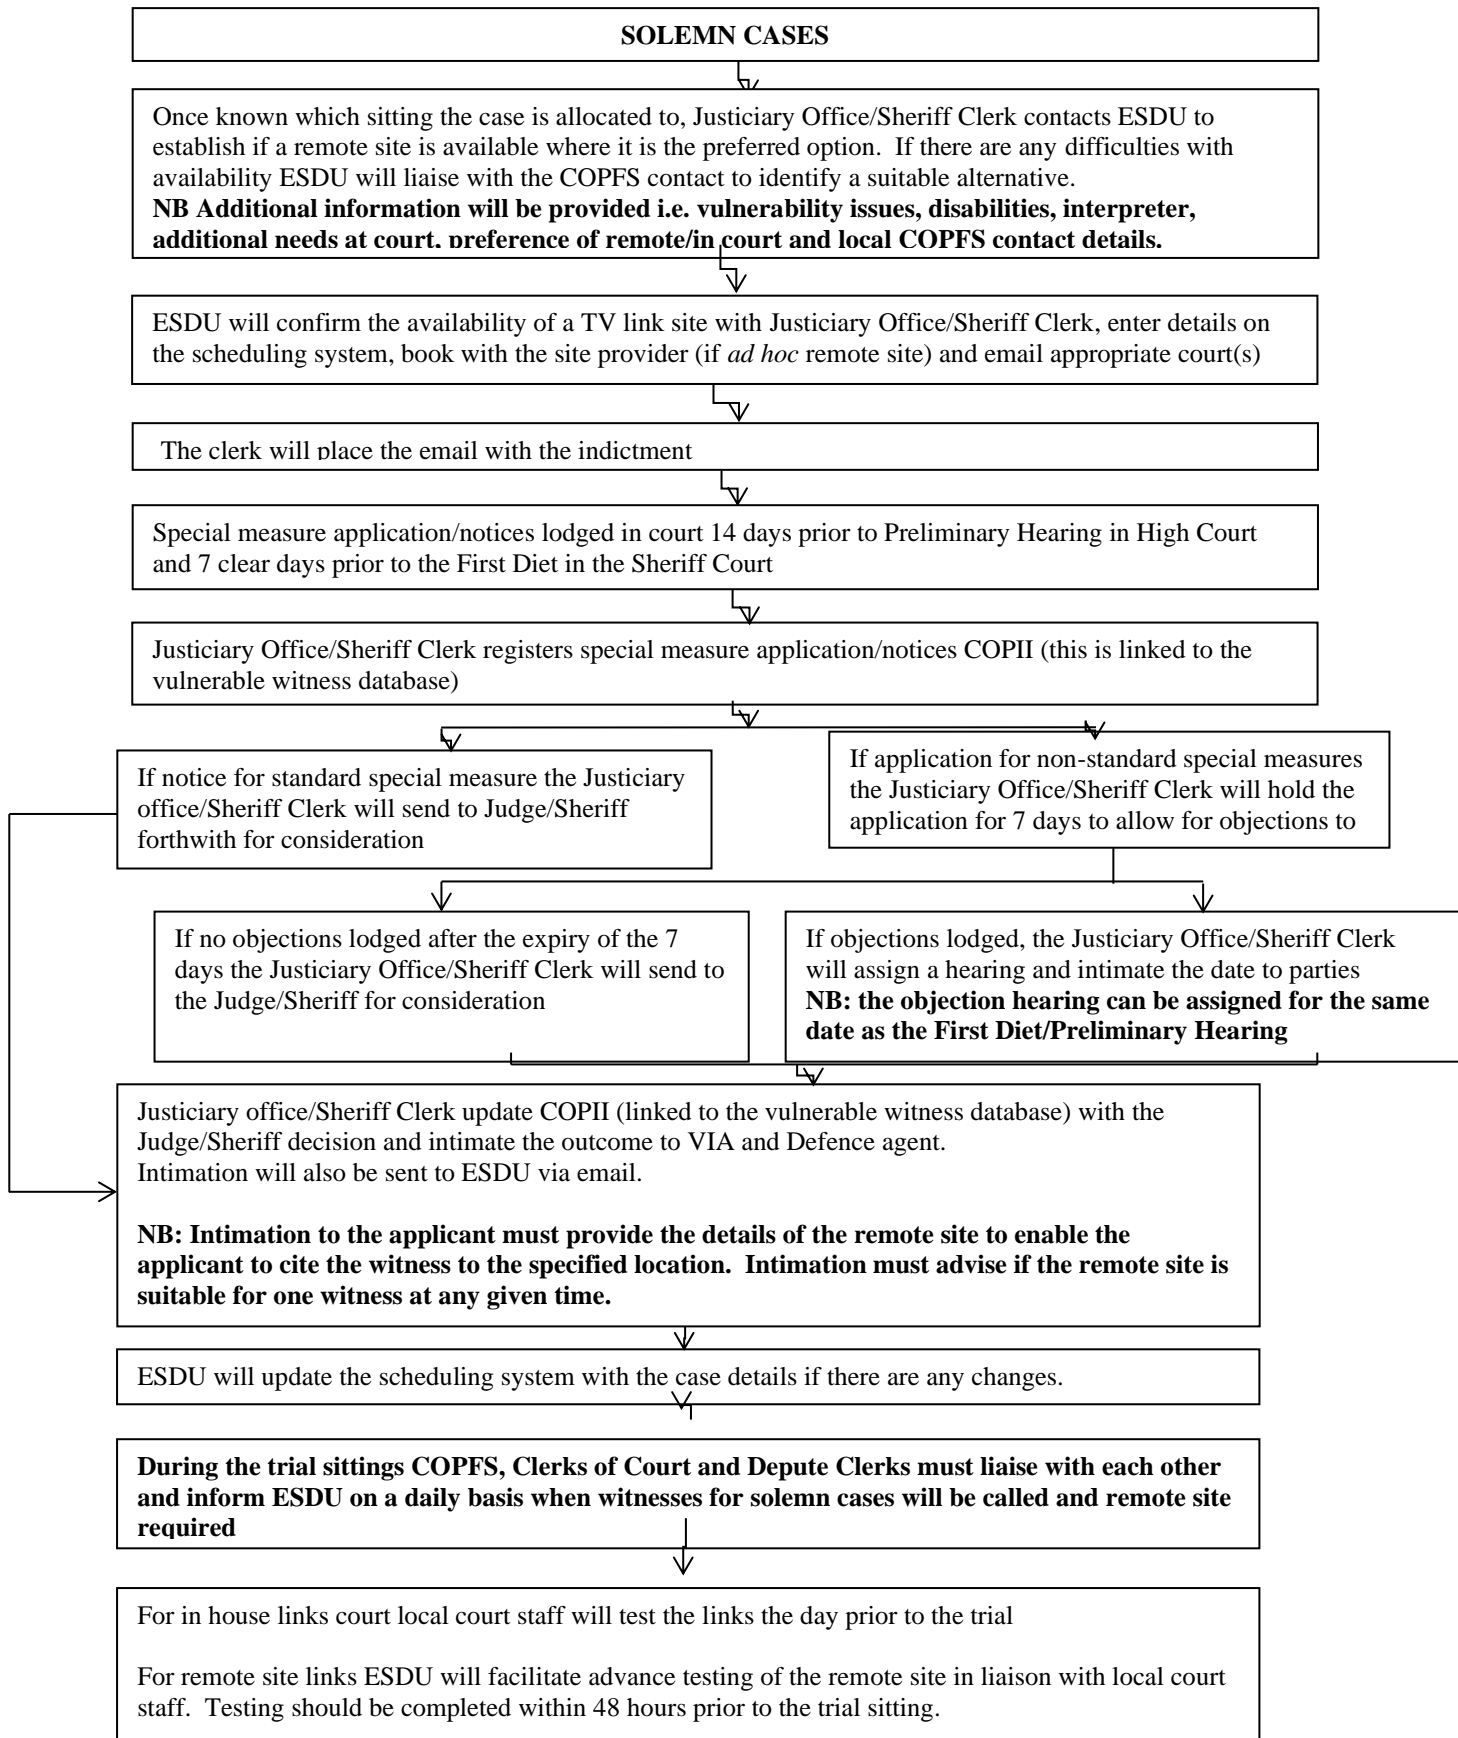 SOLEMN CASES
Once known which sitting the case is allocated to, Justiciary Office/Sheriff Clerk contacts ESDU to
establish if a remote site is available where it is the preferred option.  If there are any difficulties with
availability ESDU will liaise with the COPFS contact to identify a suitable alternative.
NB Additional information will be provided i.e. vulnerability issues, disabilities, interpreter,
additional needs at court, preference of remote/in court and local COPFS contact details.
ESDU will confirm the availability of a TV link site with Justiciary Office/Sheriff Clerk, enter details on
the scheduling system, book with the site provider (if ad hoc remote site) and email appropriate court(s)
The clerk will place the email with the indictment
Special measure application/notices lodged in court 14 days prior to Preliminary Hearing in High Court
and 7 clear days prior to the First Diet in the Sheriff Court
Justiciary Office/Sheriff Clerk registers special measure application/notices COPII (this is linked to the
vulnerable witness database)
If notice for standard special measure the Justiciary
office/Sheriff Clerk will send to Judge/Sheriff
forthwith for consideration
If application for non-standard special measures
the Justiciary Office/Sheriff Clerk will hold the
application for 7 days to allow for objections to
If no objections lodged after the expiry of the 7
days the Justiciary Office/Sheriff Clerk will send to
the Judge/Sheriff for consideration
If objections lodged, the Justiciary Office/Sheriff Clerk
will assign a hearing and intimate the date to parties
NB: the objection hearing can be assigned for the same
date as the First Diet/Preliminary Hearing
Justiciary office/Sheriff Clerk update COPII (linked to the vulnerable witness database) with the
Judge/Sheriff decision and intimate the outcome to VIA and Defence agent.
Intimation will also be sent to ESDU via email.
NB: Intimation to the applicant must provide the details of the remote site to enable the
applicant to cite the witness to the specified location.  Intimation must advise if the remote site is
suitable for one witness at any given time.
ESDU will update the scheduling system with the case details if there are any changes.
During the trial sittings COPFS, Clerks of Court and Depute Clerks must liaise with each other
and inform ESDU on a daily basis when witnesses for solemn cases will be called and remote site
required
For in house links court local court staff will test the links the day prior to the trial
For remote site links ESDU will facilitate advance testing of the remote site in liaison with local court
staff.  Testing should be completed within 48 hours prior to the trial sitting.